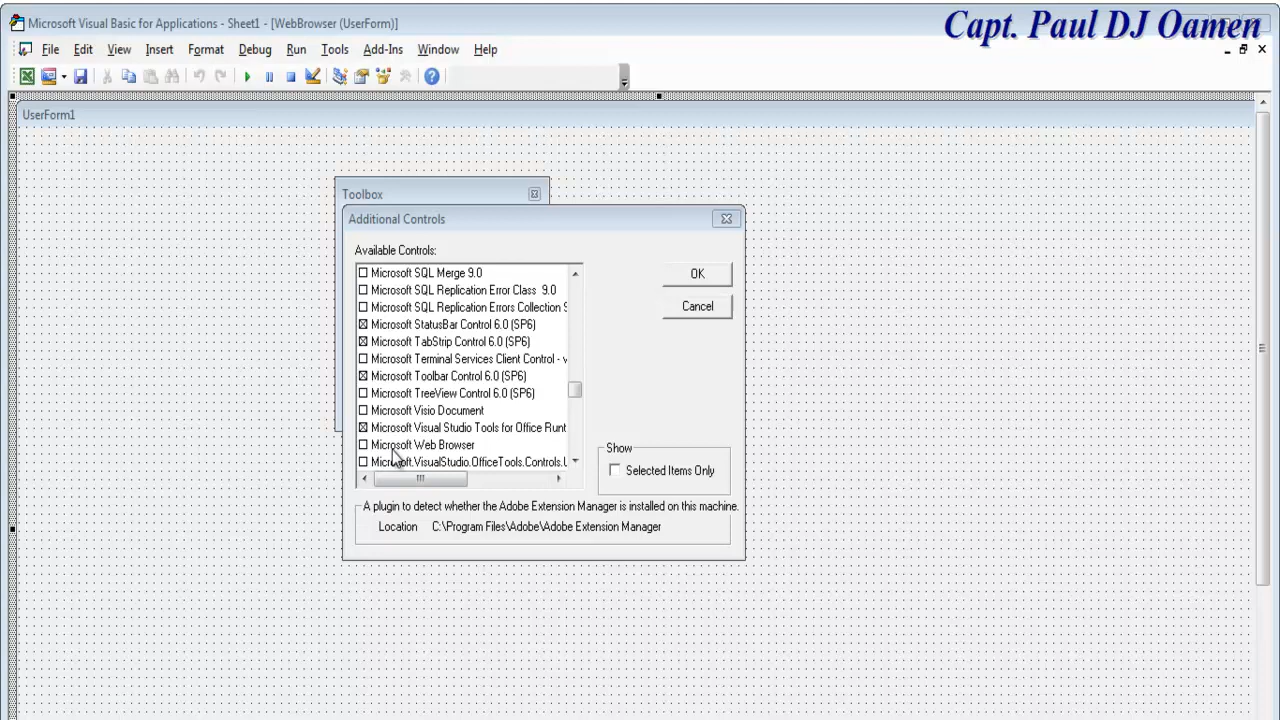 Microsoft Visual Basic for Applications - Sheet1 - [WebBrowser (UserForm)]
Capt. Paul DJ Oamen
File Edit View Insert Format Debug Run Tools Add-Ins Window Help
UserForm1
Toolbox
Additional Controls
Available Controls:
Microsoft SQL Merge 9.0
OK
Microsoft SQL Replication Error Class 9.0
Microsoft SQL Replication Errors Collection 9
Cancel
Microsoft StatusBar Control 6.0 (SP6)
Microsoft TabStrip Control 6.0 (SP6)
Microsoft Terminal Services Client Control - v
Microsoft Toolbar Control 6.0 (SP6)
Microsoft TreeView Control 6.0 (SP6)
Microsoft Visio Document
Microsoft Visual Studio Tools for Office Runt
Microsoft Web Browser
Show
Microsoft.VisualStudio.OfficeTools.Controls.
Selected Items Only
A plugin to detect whether the Adobe Extension Manager is installed on this machine.
Location C:\Program Files\Adobe\Adobe Extension Manager